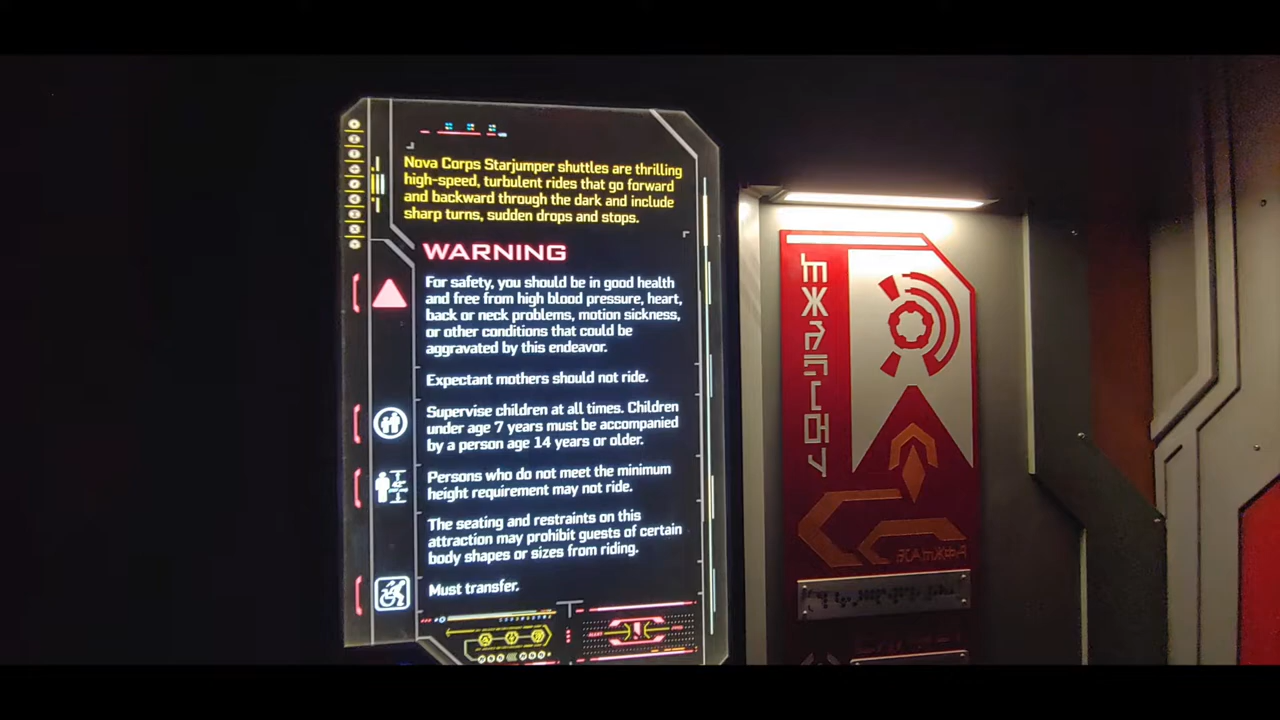 Nova Corps Starjumper shuttles are thrilling
high-speed, turbulent rides that go forward
and backward through the dark and include
sharp turns, sudden drops and stops.
WARNING
For safety, you should be in good health
and free from high blood pressure, heart,
back or neck problems, motion sickness,
or other conditions that could be
aggravated by this endeavor.
Expectant mothers should not ride.
Supervise children at all times. Children
under age 7 years must be accompanied
by a person age 14 years or older.
Persons who do not meet the minimum
height requirement may not ride.
The seating and restraints on this
attraction may prohibit guests of certain
body shapes or sizes from riding.
Must transfer.